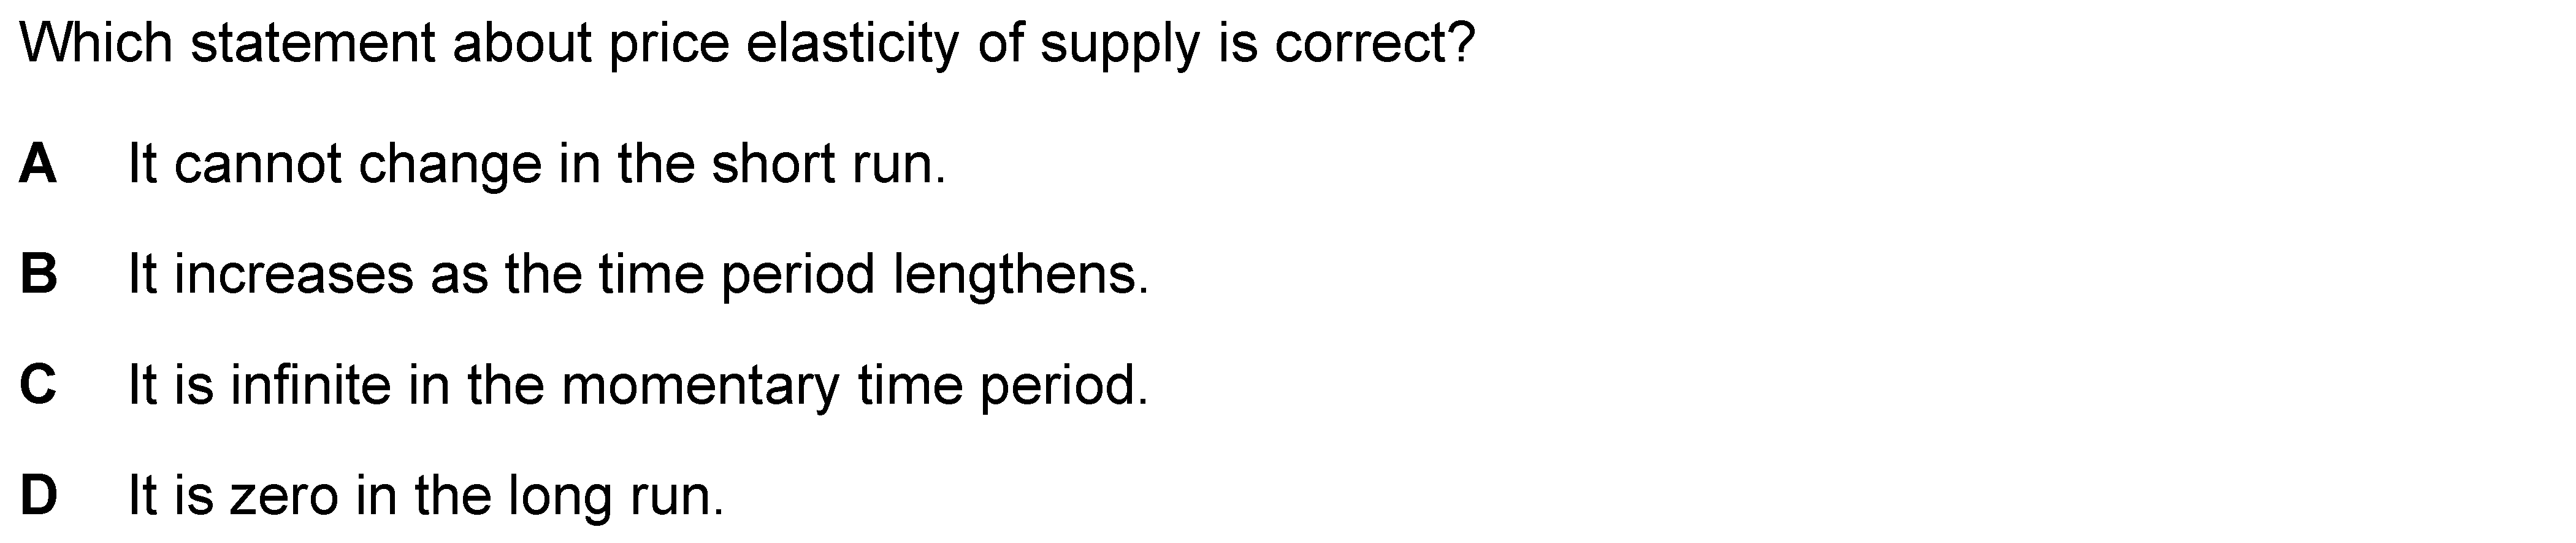 Which statement about price elasticity of supply is correct?
A It cannot change in the short run.
B It increases as the time period lengthens.
C It is infinite in the momentary time period.
D It is zero in the long run.